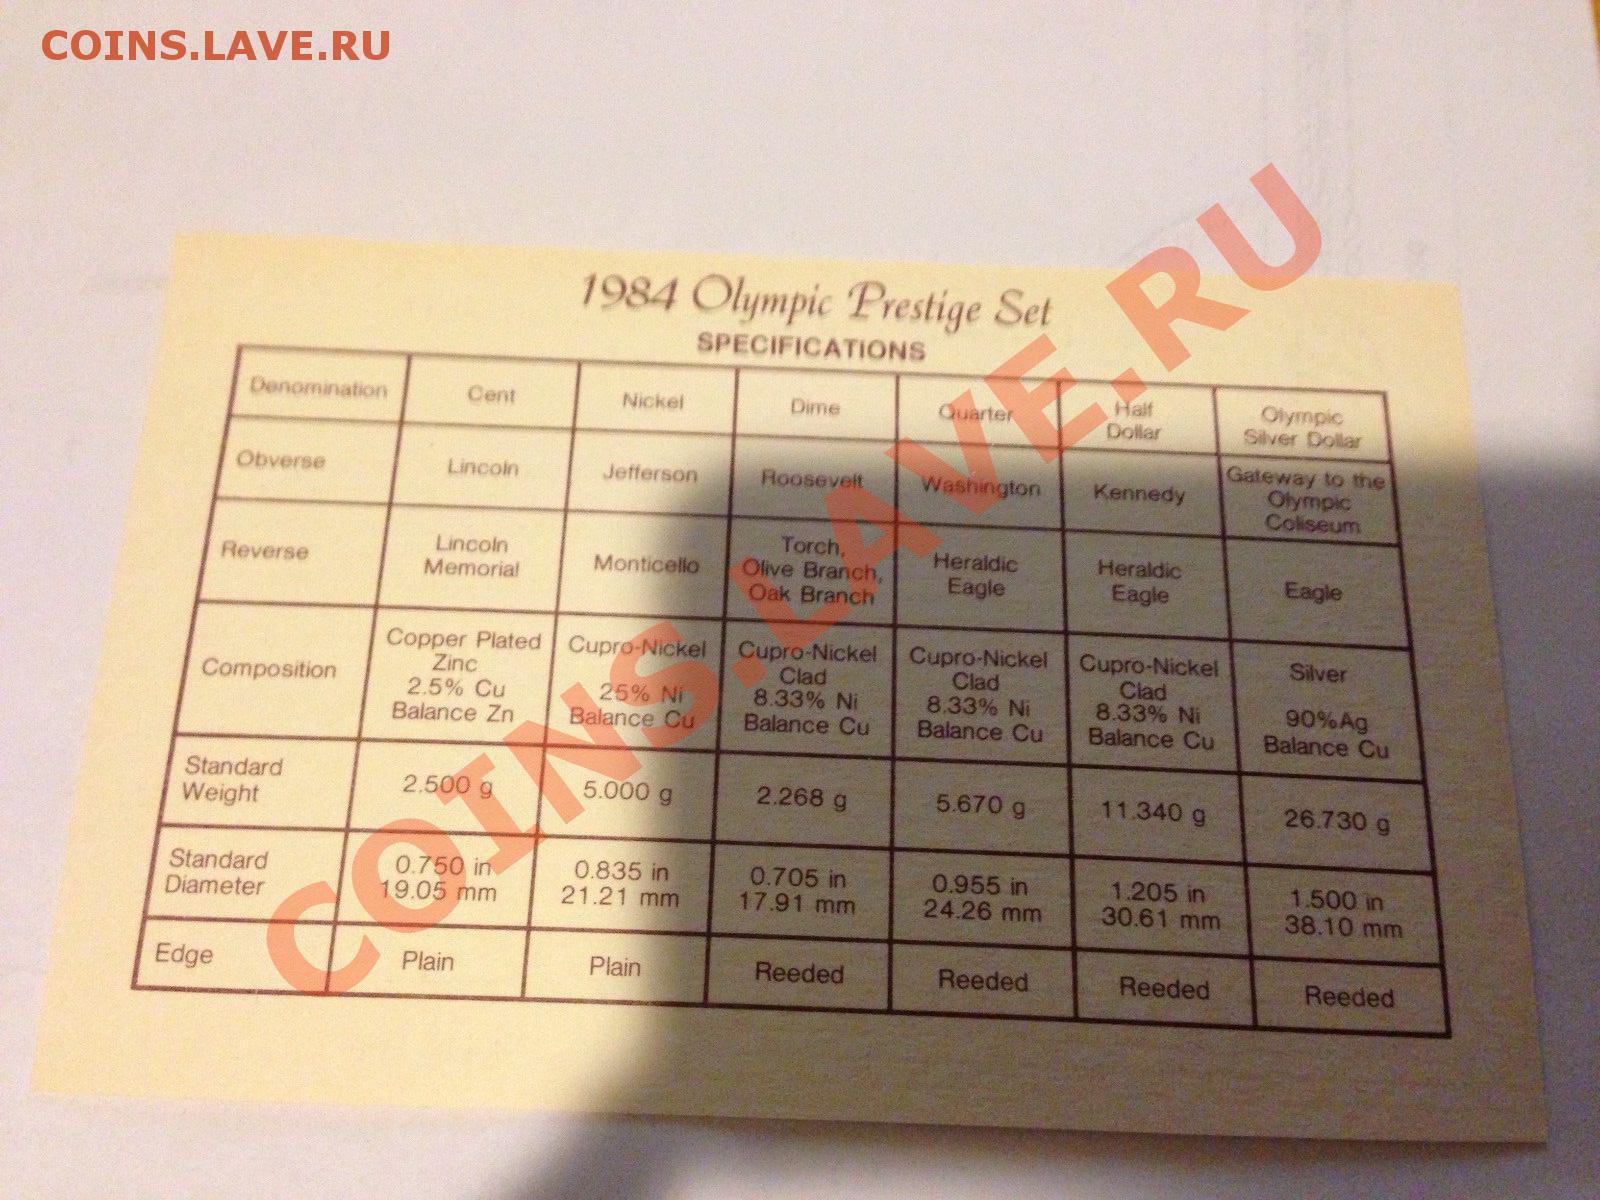 COINS.LAVE.RU
1984 Olympic Prestige Set
SPECIFICATIONS
Denomination Cent Nickel Dime Quarter Half Dollar Olympic Silver Dollar
Obverse Lincoln Jefferson Roosevelt Washington Kennedy Gateway to the Olympic Coliseum
Reverse Lincoln Memorial Monticello Torch, Olive Branch, Oak Branch Heraldic Eagle Heraldic Eagle Eagle
Composition Copper Plated Zinc 2.5% Cu Balance Zn Cupro-Nickel 25% Ni Balance Cu Cupro-Nickel Clad 8.33% Ni Balance Cu Cupro-Nickel Clad 8.33% Ni Balance Cu Cupro-Nickel Clad 8.33% Ni Balance Cu Silver 90%Ag Balance Cu
Standard Weight 2.500 g 5.000 g 2.268 g 5.670 g 11.340 g 26.730 g
Standard Diameter 0.750 in 19.05 mm 0.835 in 21.21 mm 0.705 in 17.91 mm 0.955 in 24.26 mm 1.205 in 30.61 mm 1.500 in 38.10 mm
Edge Plain Plain Reeded Reeded Reeded Reeded
COINS.LAVE.RU